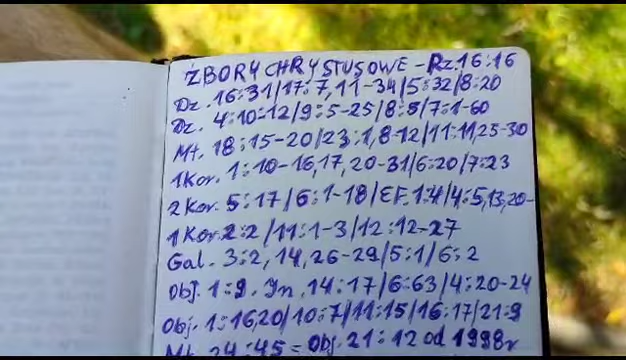 ZBORY CHRYSTUSOWE - Rz.16:16
Dz. 16:31/17:7,11-34/5:32/8:20
Dz. 4:10:12/9:5-25/8:5/7:1-60
Mt. 18:15-20/23:1,8-12/11:11,25-30
1Kor. 1:10-16,17,20-31/6:20/7:23
2Kor. 5:17/6:1-18/EF.1:4/4:5,13,20-
1Kor. 2:2/11:1-3/12:12-27
Gal. 3:2,14,26-29/5:1/6:2
Obj. 1:9. Jn. 14:17/6:63/4:20-24
Obj. 1:16,20/10:7/11:15/16:17/21:9
Mt. 24:45 = Obj. 21:12 od 1998r